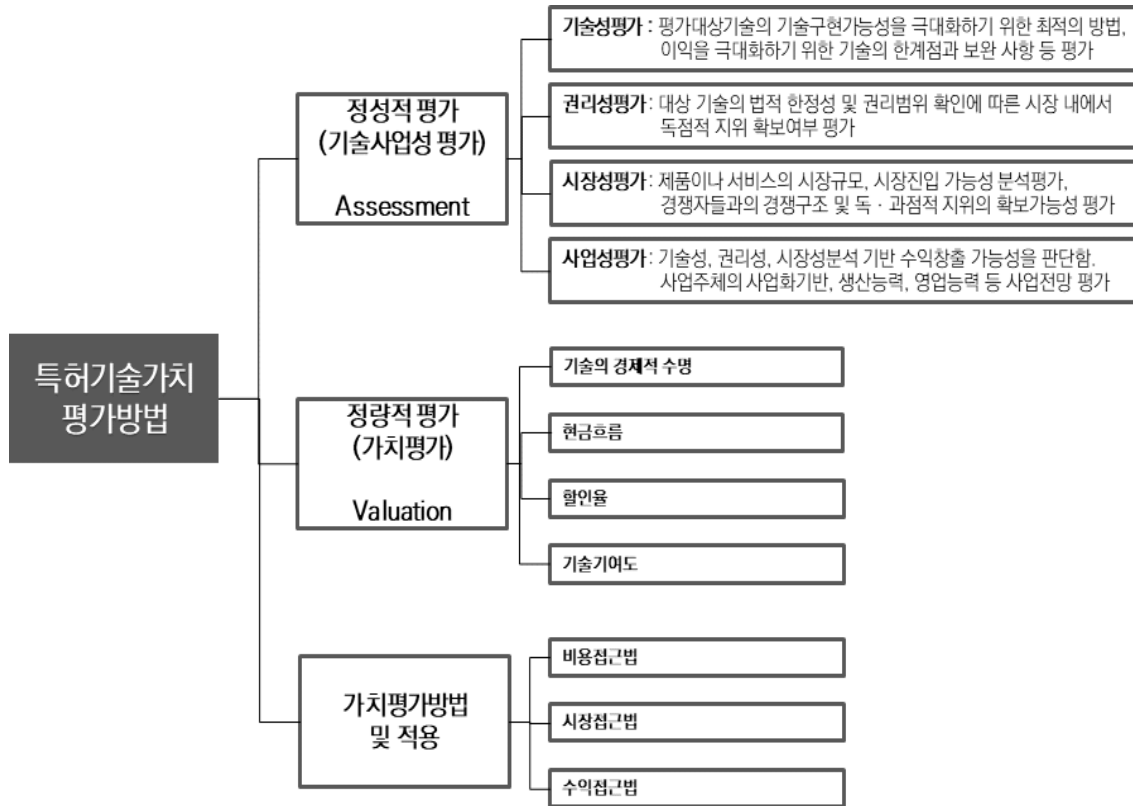 특허기술가치
평가방법
정성적 평가
(기술사업성 평가)
Assessment
기술성평가 : 평가대상기술의 기술구현가능성을 극대화하기 위한 최적의 방법,
이익을 극대화하기 위한 기술의 한계점과 보완 사항 등 평가
권리성평가 : 대상 기술의 법적 한정성 및 권리범위 확인에 따른 시장 내에서
독점적 지위 확보여부 평가
시장성평가 : 제품이나 서비스의 시장규모, 시장진입 가능성 분석평가,
경쟁자들과의 경쟁구조 및 독 · 과점적 지위의 확보가능성 평가
사업성평가 : 기술성, 권리성, 시장성분석 기반 수익창출 가능성을 판단함.
사업주체의 사업화기반, 생산능력, 영업능력 등 사업전망 평가
정량적 평가
(가치평가)
Valuation
기술의 경제적 수명
현금흐름
할인율
기술기여도
가치평가방법
및 적용
비용접근법
시장접근법
수익접근법